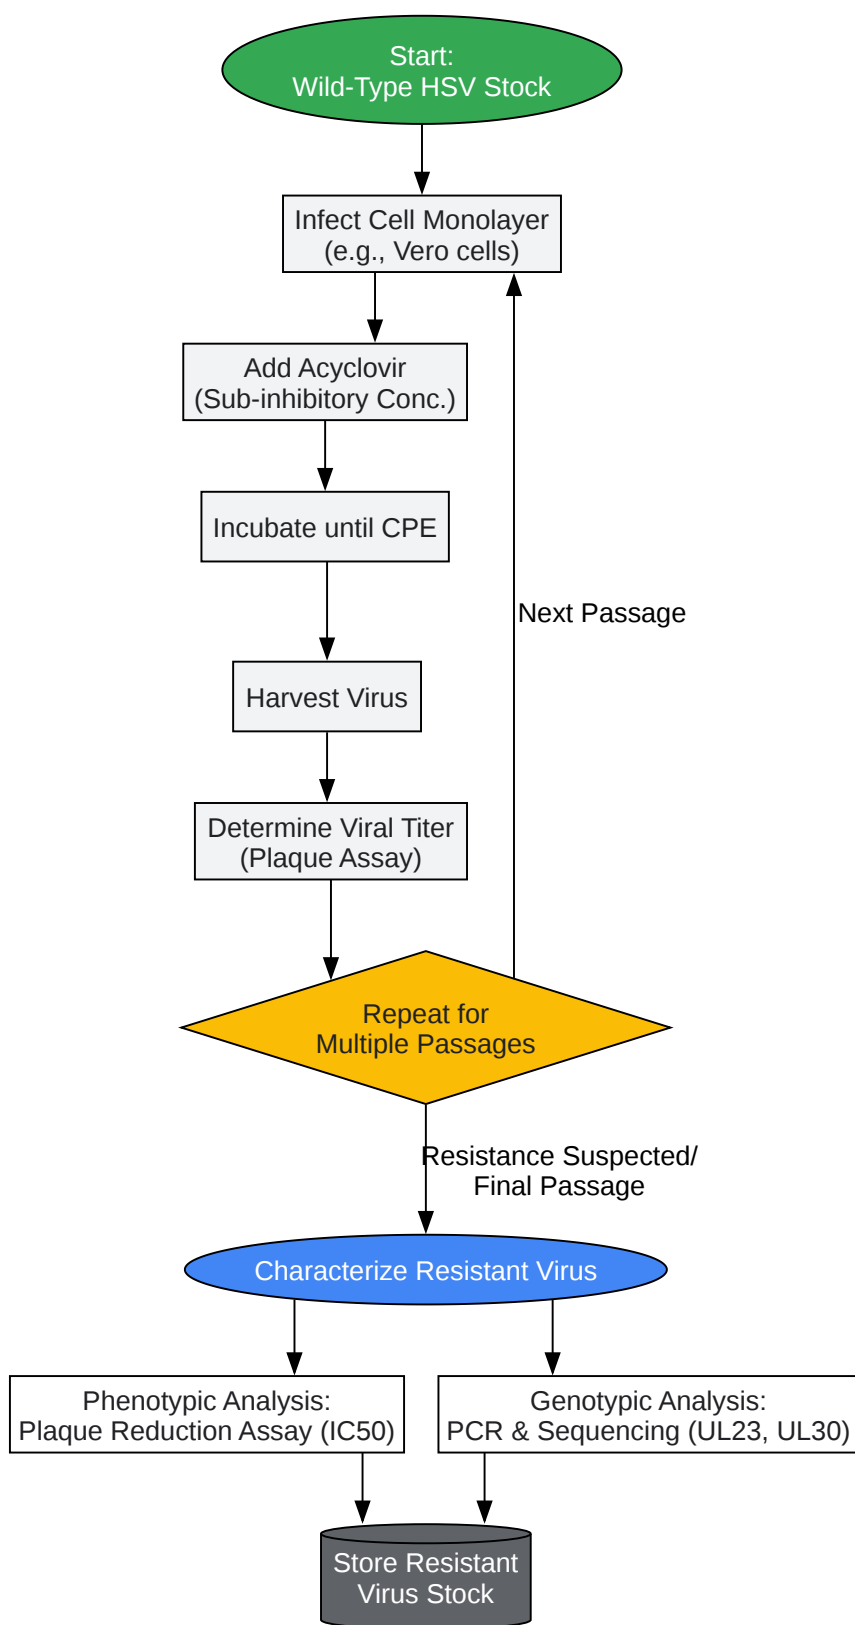 Start:
Wild-Type HSV Stock
Infect Cell Monolayer
(e.g., Vero cells)
Add Acyclovir
(Sub-inhibitory Conc.)
Incubate until CPE
Next Passage
Harvest Virus
Determine Viral Titer
(Plaque Assay)
Repeat for
Multiple Passages
Resistance Suspected/
Final Passage
Characterize Resistant Virus
Phenotypic Analysis:
Plaque Reduction Assay (IC50)
Genotypic Analysis:
PCR & Sequencing (UL23, UL30)
Store Resistant
Virus Stock